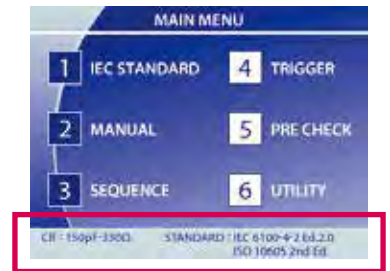 MAIN MENU
1 IEC STANDARD 4 TRIGGER
2 MANUAL 5 PRE CHECK
3 SEQUENCE 6 UTILITY
CR : 150pF-330Ω STANDARD : IEC 6100-4-2 Ed.2.0
ISO 10605 2nd Ed.